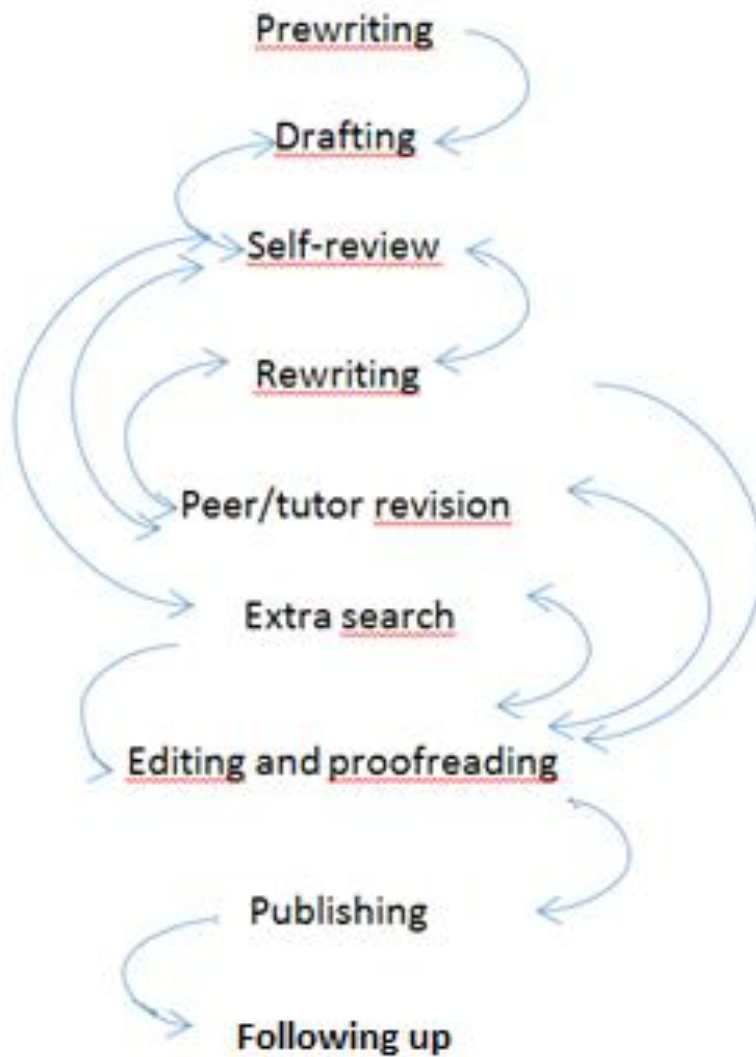 Prewriting
Drafting
Self-review
Rewriting
Peer/tutor revision
Extra search
Editing and proofreading
Publishing
Following up